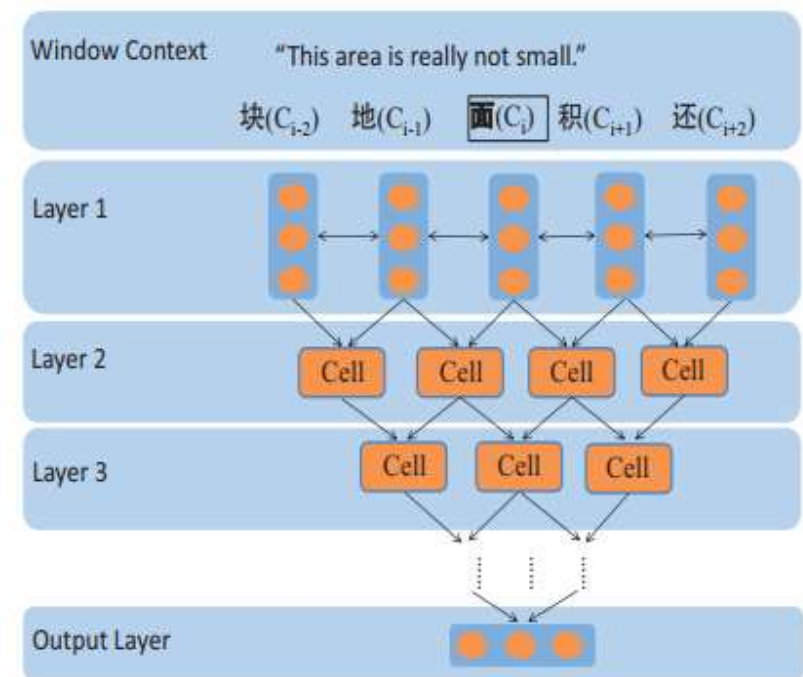 Window Context
“This area is really not small.”
块(Ci-2) 地(Ci-1) 面(Ci) 积(Ci+1) 还(Ci+2)
Layer 1
Layer 2
Cell Cell Cell Cell
Layer 3
Cell Cell Cell
Output Layer